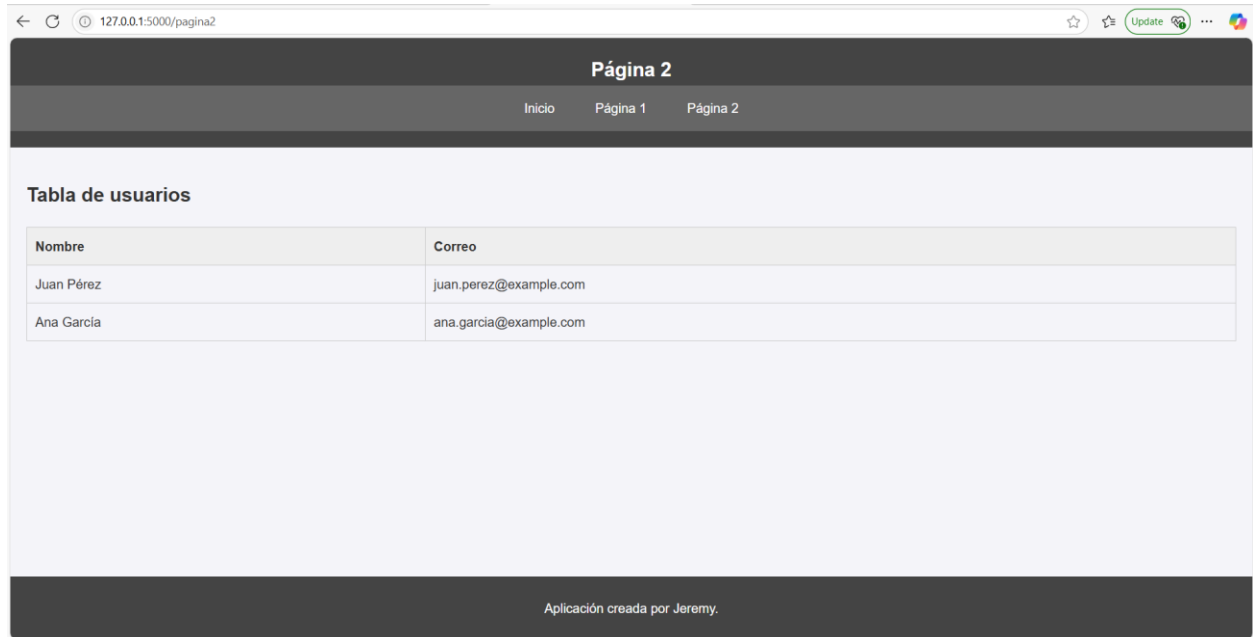 127.0.0.1:5000/pagina2
Update
Página 2
Inicio Página 1 Página 2
Tabla de usuarios
Nombre Correo
Juan Pérez juan.perez@example.com
Ana García ana.garcia@example.com
Aplicación creada por Jeremy.